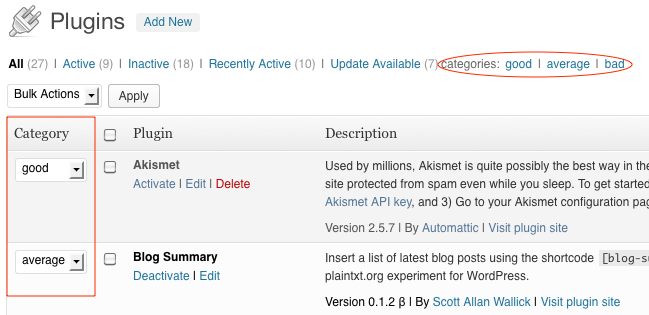 Plugins Add New
All (27) | Active (9) | Inactive (18) | Recently Active (10) | Update Available (7) categories: good | average | bad
Bulk Actions Apply
Category Plugin Description
good Akismet Used by millions, Akismet is quite possibly the best way in the
Activate | Edit | Delete site protected from spam even while you sleep. To get started
Akismet API key, and 3) Go to your Akismet configuration pag
Version 2.5.7 | By Automattic | Visit plugin site
average Blog Summary Insert a list of latest blog posts using the shortcode [blog-su
Deactivate | Edit plaintxt.org experiment for WordPress.
Version 0.1.2 β | By Scott Allan Wallick | Visit plugin site